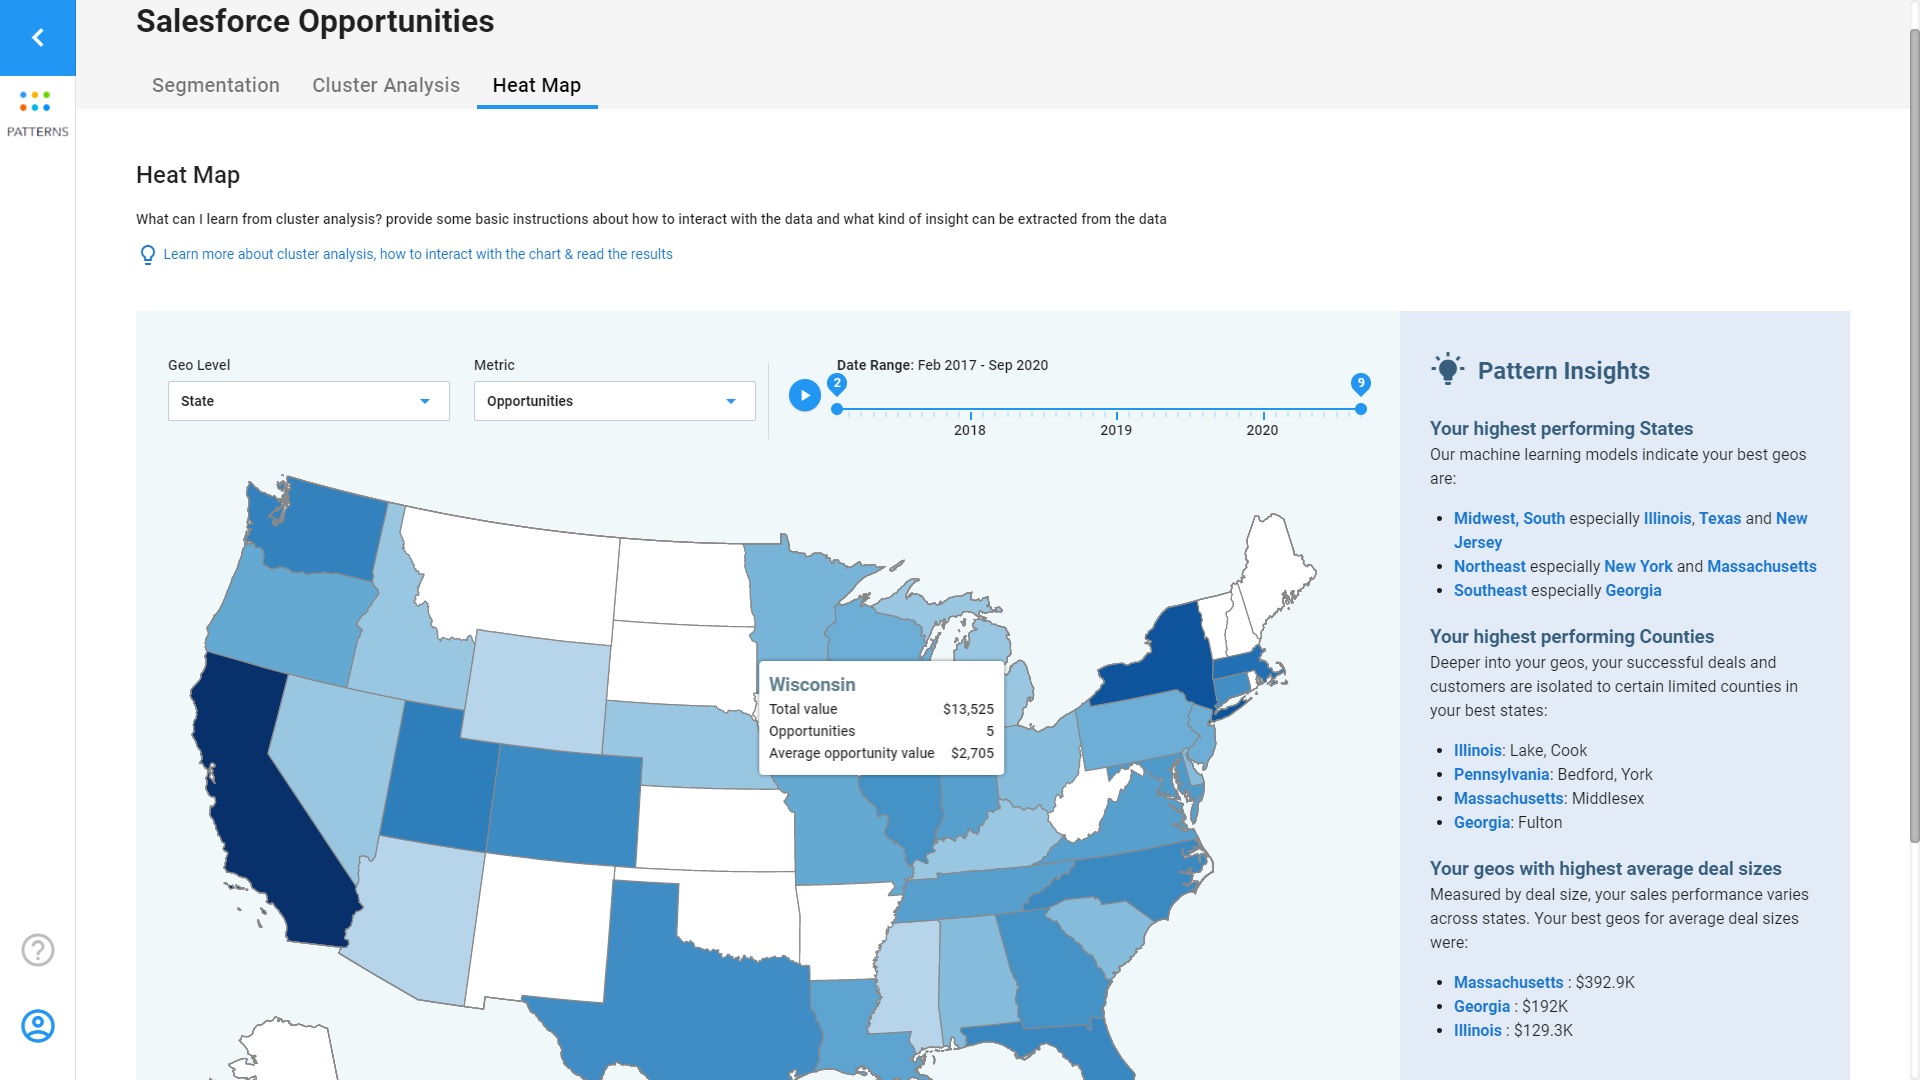 Salesforce Opportunities
Segmentation
Cluster Analysis
Heat Map
PATTERNS
Heat Map
What can I learn from cluster analysis? provide some basic instructions about how to interact with the data and what kind of insight can be extracted from the data
Learn more about cluster analysis, how to interact with the chart & read the results
Geo Level
State
Metric
Opportunities
Date Range: Feb 2017 - Sep 2020
2
9
2018
2019
2020
Wisconsin
Total value $13,525
Opportunities 5
Average opportunity value $2,705
Pattern Insights
Your highest performing States
Our machine learning models indicate your best geos
are:
• Midwest, South especially Illinois, Texas and New
Jersey
• Northeast especially New York and Massachusetts
• Southeast especially Georgia
Your highest performing Counties
Deeper into your geos, your successful deals and
customers are isolated to certain limited counties in
your best states:
• Illinois: Lake, Cook
• Pennsylvania: Bedford, York
• Massachusetts: Middlesex
• Georgia: Fulton
Your geos with highest average deal sizes
Measured by deal size, your sales performance varies
across states. Your best geos for average deal sizes
were:
• Massachusetts : $392.9K
• Georgia : $192K
• Illinois : $129.3K
?